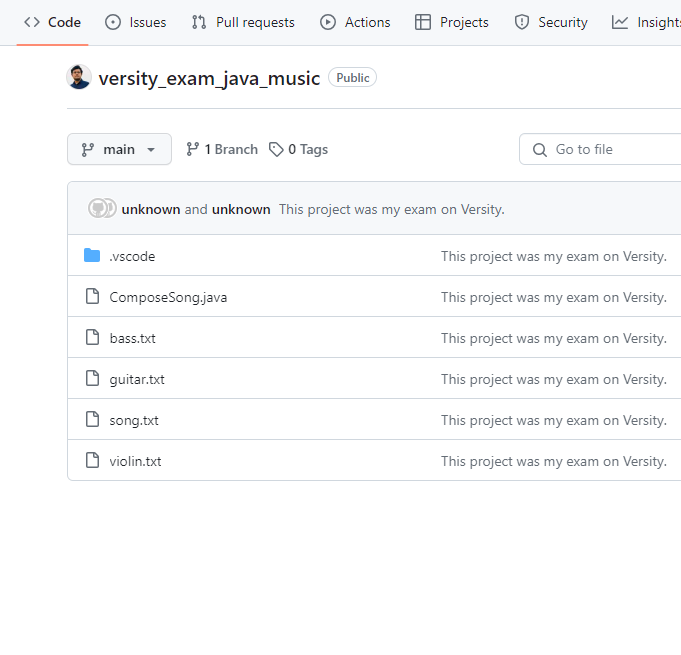 Code Issues Pull requests Actions Projects Security Insights
versity_exam_java_music Public
main 1 Branch 0 Tags Go to file
unknown and unknown This project was my exam on Versity.
.vscode This project was my exam on Versity.
ComposeSong.java This project was my exam on Versity.
bass.txt This project was my exam on Versity.
guitar.txt This project was my exam on Versity.
song.txt This project was my exam on Versity.
violin.txt This project was my exam on Versity.